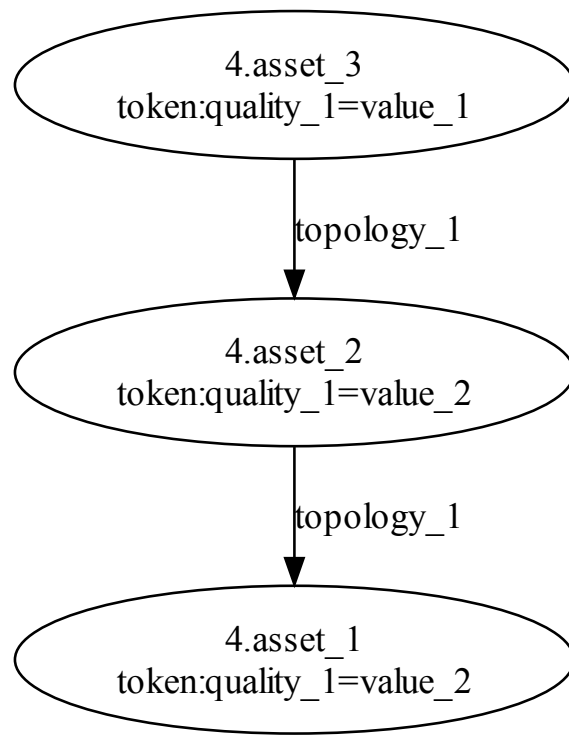 4.asset_3
token:quality_1=value_1
topology_1
4.asset_2
token:quality_1=value_2
topology_1
4.asset_1
token:quality_1=value_2